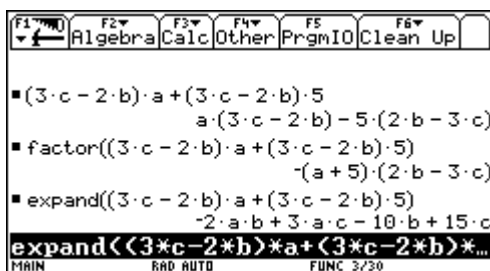 F1 F2 F3 F4 F5 F6
Algebra Calc Other PrgmIO Clean Up
▪(3·c − 2·b)·a + (3·c − 2·b)·5
a·(3·c − 2·b) − 5·(2·b − 3·c)
▪factor((3·c − 2·b)·a + (3·c − 2·b)·5)
-(a + 5)·(2·b − 3·c)
▪expand((3·c − 2·b)·a + (3·c − 2·b)·5)
-2·a·b + 3·a·c − 10·b + 15·c
expand((3*c-2*b)*a+(3*c-2*b)*…
MAIN RAD AUTO FUNC 3/30